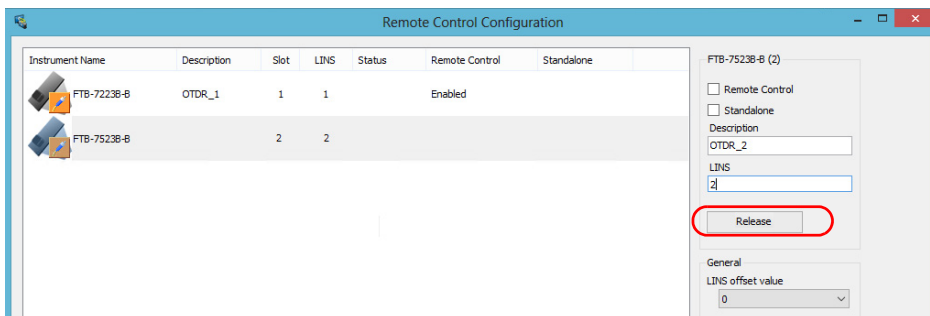 Remote Control Configuration
Instrument Name Description Slot LINS Status Remote Control Standalone
FTB-7223B-B OTDR_1 1 1 Enabled
FTB-7523B-B 2 2
FTB-7523B-B (2)
Remote Control
Standalone
Description
OTDR_2
LINS
2
Release
General
LINS offset value
0